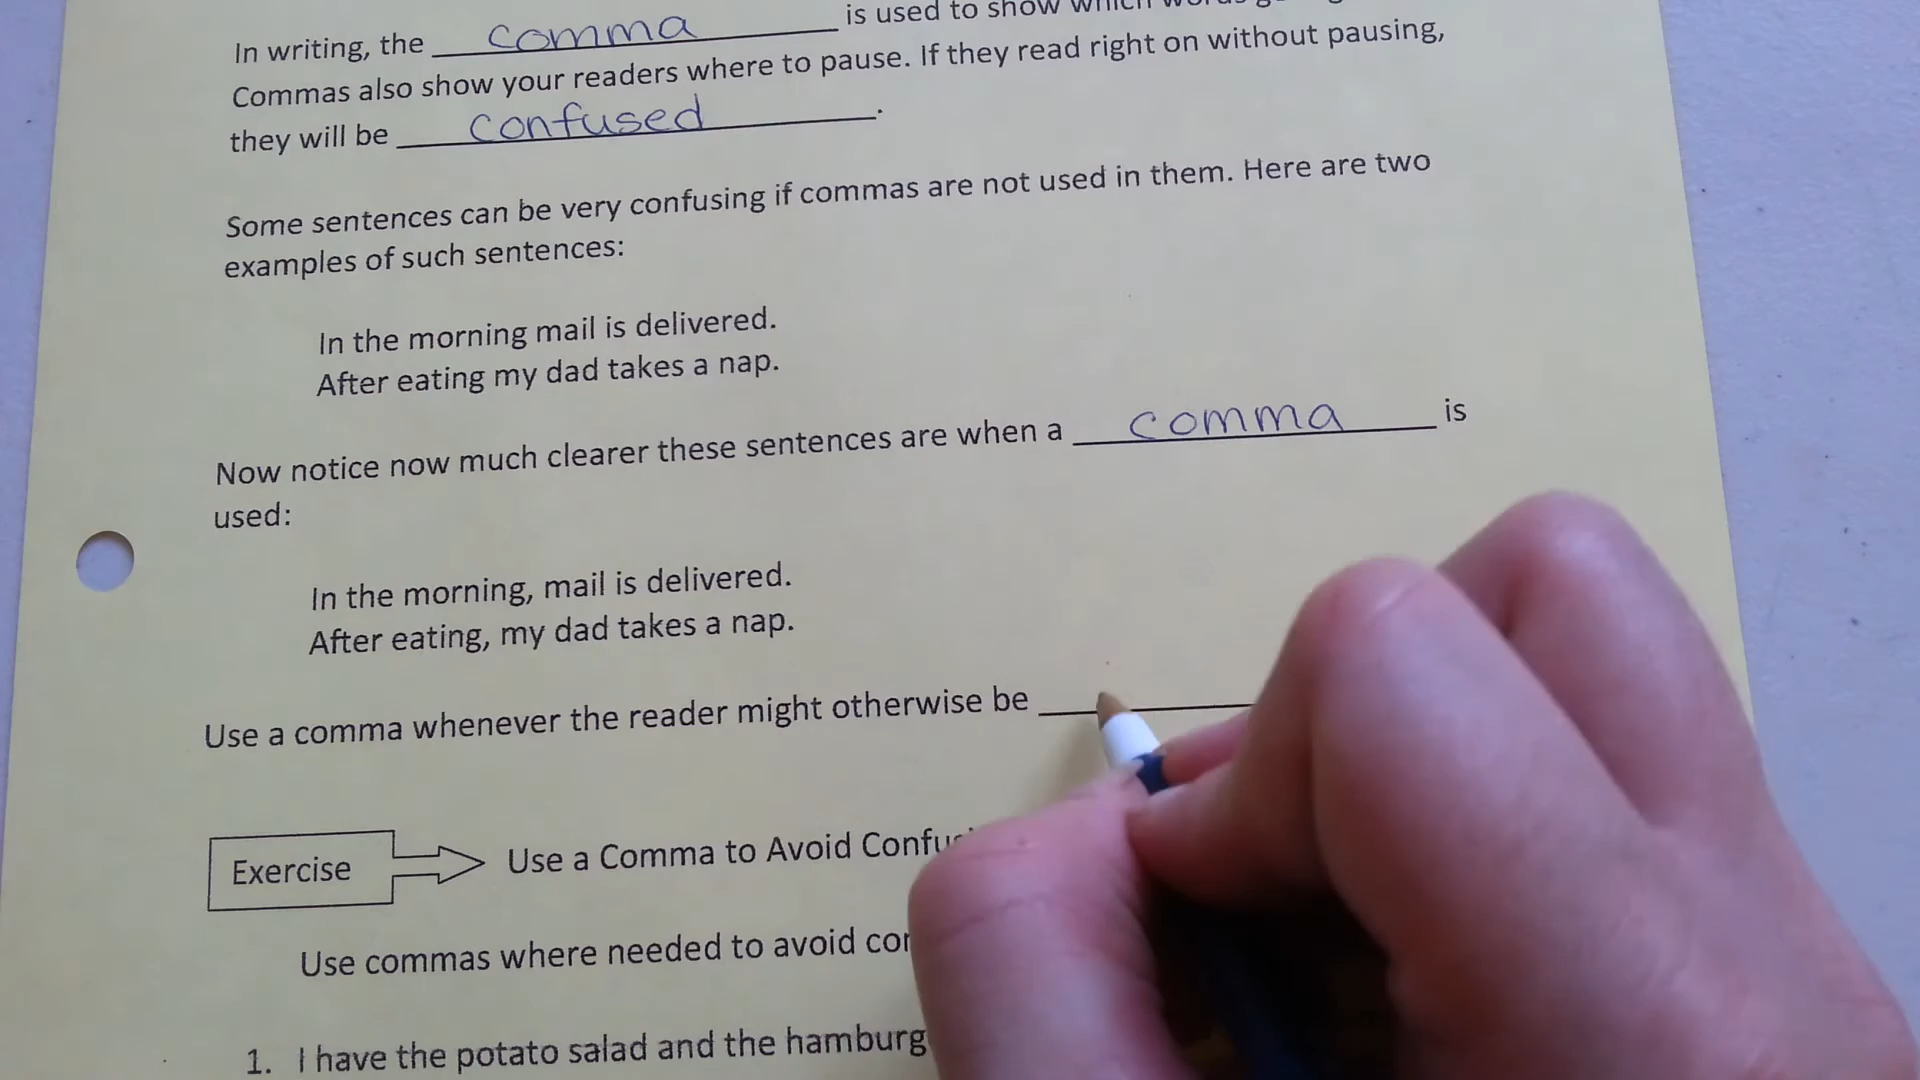 In writing, the comma is used to show which words
Commas also show your readers where to pause. If they read right on without pausing,
they will be confused.
Some sentences can be very confusing if commas are not used in them. Here are two
examples of such sentences:
In the morning mail is delivered.
After eating my dad takes a nap.
Now notice now much clearer these sentences are when a comma is
used:
In the morning, mail is delivered.
After eating, my dad takes a nap.
Use a comma whenever the reader might otherwise be
Exercise Use a Comma to Avoid
Use commas where needed to avoid
1. I have the potato salad and the